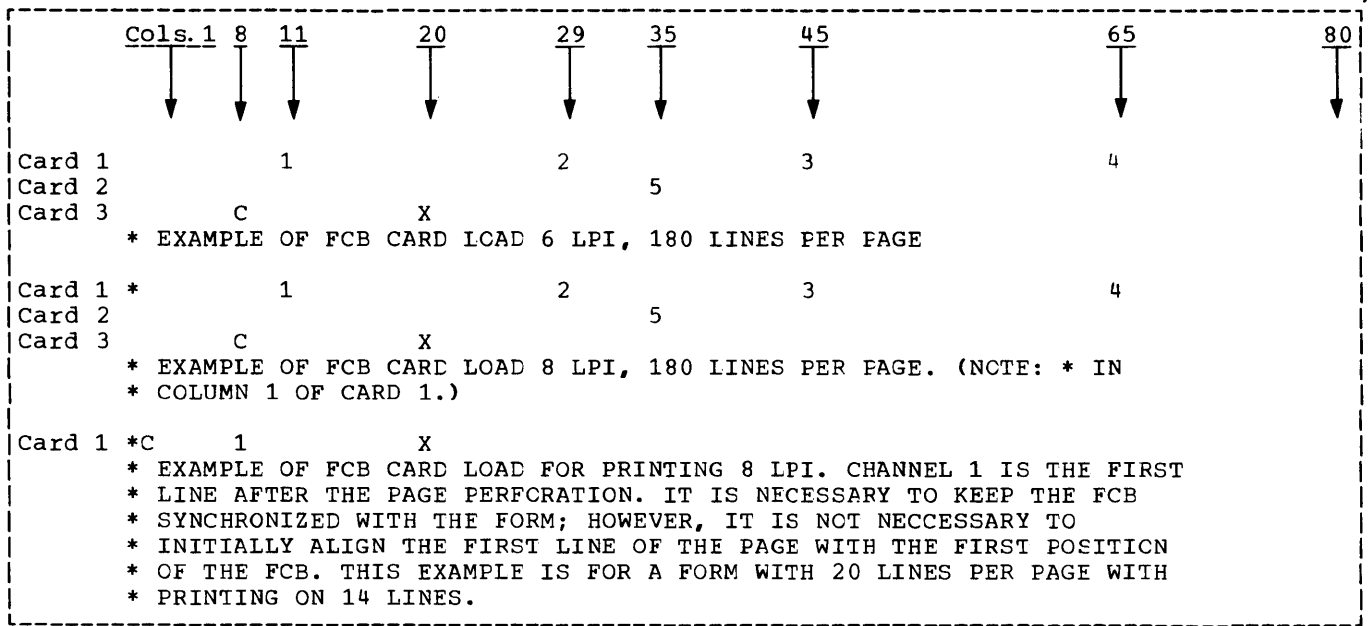 Cols.1 8 11 20 29 35 45 65 80
Card 1 1 2 3 4
Card 2 5
Card 3 C X
* EXAMPLE OF FCB CARD LOAD 6 LPI, 180 LINES PER PAGE
Card 1 * 1 2 3 4
Card 2 5
Card 3 C X
* EXAMPLE OF FCB CARD LOAD 8 LPI, 180 LINES PER PAGE. (NOTE: * IN
* COLUMN 1 OF CARD 1.)
Card 1 *C 1 X
* EXAMPLE OF FCB CARD LOAD FOR PRINTING 8 LPI. CHANNEL 1 IS THE FIRST
* LINE AFTER THE PAGE PERFORATION. IT IS NECESSARY TO KEEP THE FCB
* SYNCHRONIZED WITH THE FORM; HOWEVER, IT IS NOT NECCESSARY TO
* INITIALLY ALIGN THE FIRST LINE OF THE PAGE WITH THE FIRST POSITION
* OF THE FCB. THIS EXAMPLE IS FOR A FORM WITH 20 LINES PER PAGE WITH
* PRINTING ON 14 LINES.